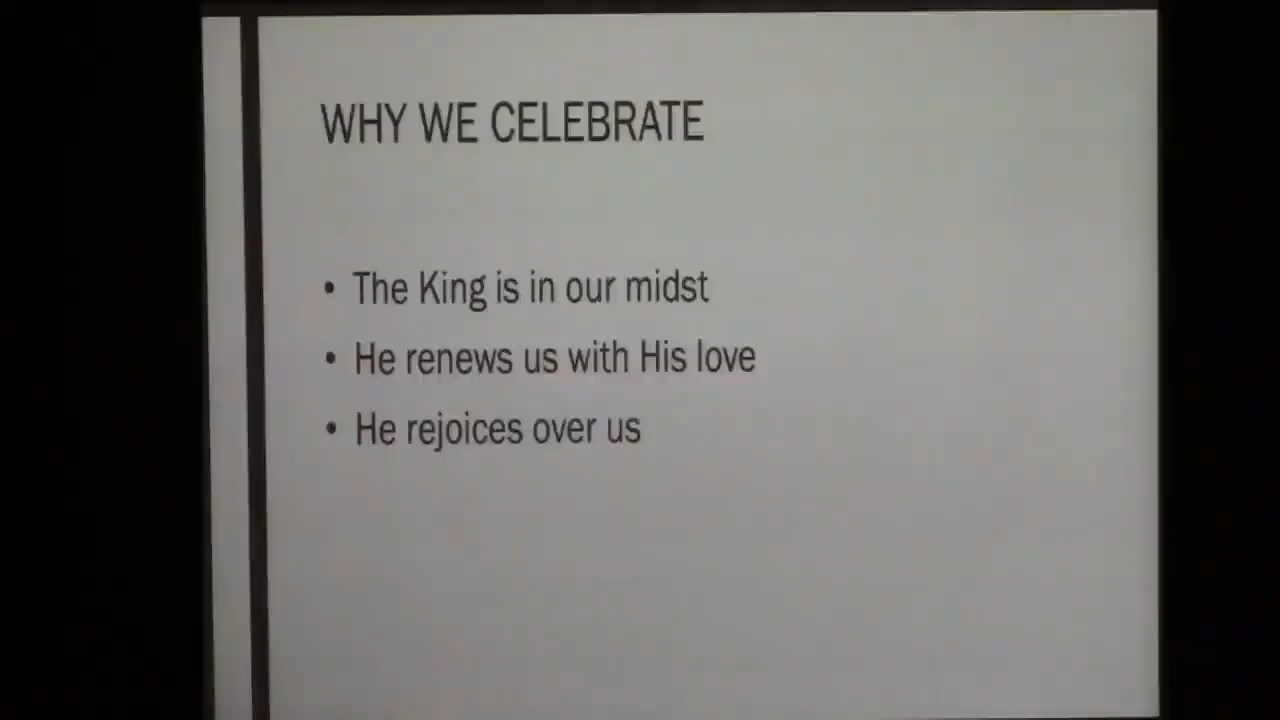 WHY WE CELEBRATE
• The King is in our midst
• He renews us with His love
• He rejoices over us